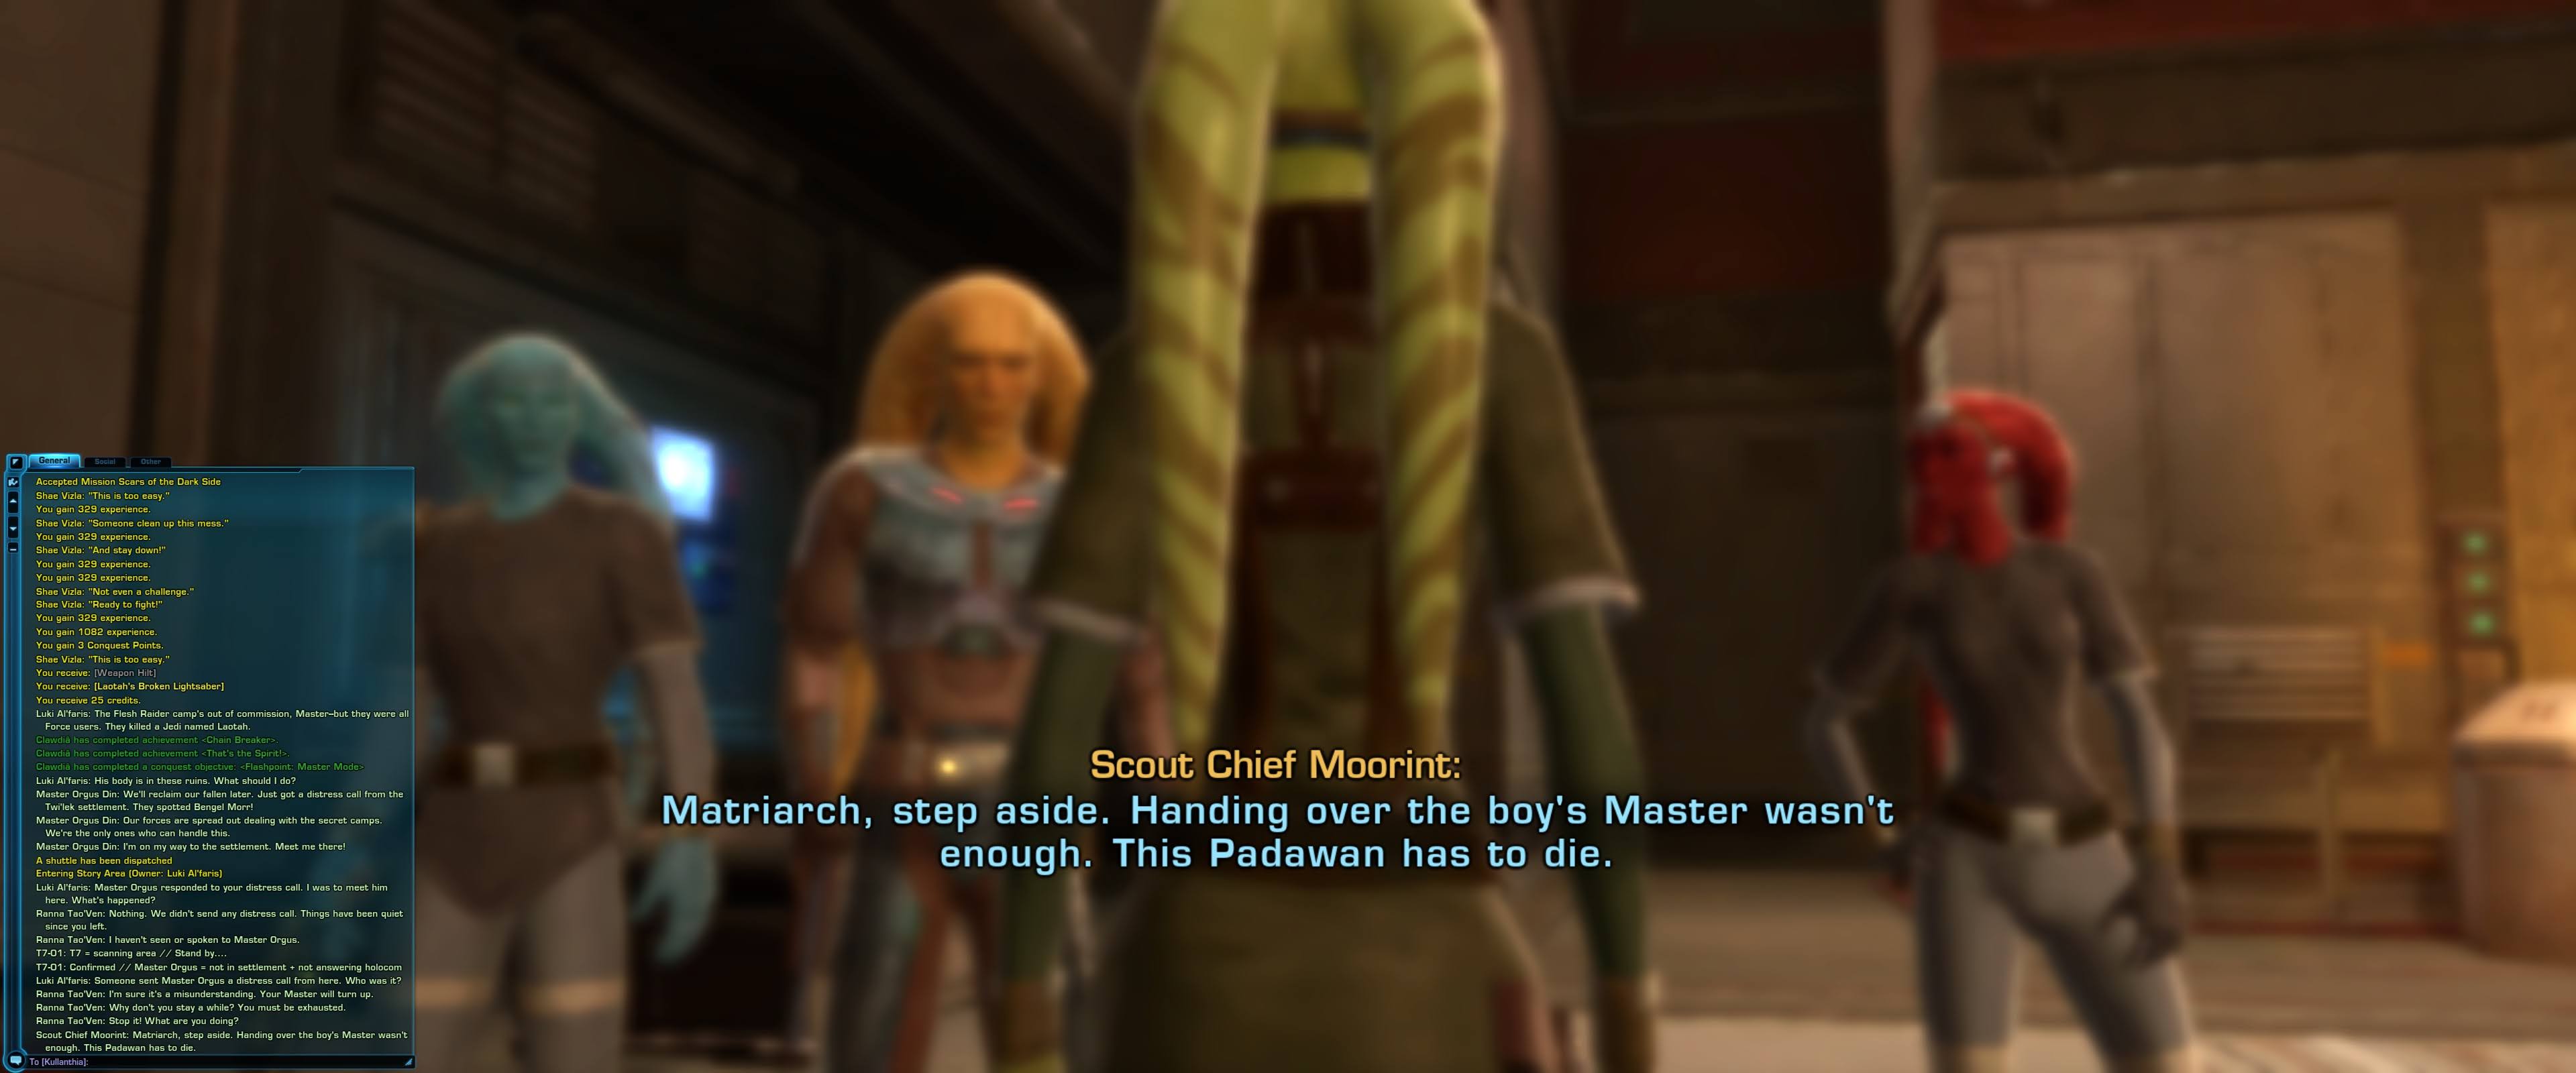 General Social Other
Accepted Mission Scars of the Dark Side
Shae Vizla: "This is too easy."
You gain 329 experience.
Shae Vizla: "Someone clean up this mess."
You gain 329 experience.
Shae Vizla: "And stay down!"
You gain 329 experience.
You gain 329 experience.
Shae Vizla: "Not even a challenge."
Shae Vizla: "Ready to fight!"
You gain 329 experience.
You gain 1082 experience.
You gain 3 Conquest Points.
Shae Vizla: "This is too easy."
You receive: [Weapon Hilt]
You receive: [Laotah's Broken Lightsaber]
You receive 25 credits.
Luki Al'faris: The Flesh Raider camp's out of commission, Master—but they were all
Force users. They killed a Jedi named Laotah.
Clawdiâ has completed achievement <Chain Breaker>.
Clawdiâ has completed achievement <That's the Spirit!>.
Clawdiâ has completed a conquest objective: <Flashpoint: Master Mode>
Luki Al'faris: His body is in these ruins. What should I do?
Master Orgus Din: We'll reclaim our fallen later. Just got a distress call from the
Twi'lek settlement. They spotted Bengel Morr!
Master Orgus Din: Our forces are spread out dealing with the secret camps.
We're the only ones who can handle this.
Master Orgus Din: I'm on my way to the settlement. Meet me there!
A shuttle has been dispatched
Entering Story Area (Owner: Luki Al'faris)
Luki Al'faris: Master Orgus responded to your distress call. I was to meet him
here. What's happened?
Ranna Tao'Ven: Nothing. We didn't send any distress call. Things have been quiet
since you left.
Ranna Tao'Ven: I haven't seen or spoken to Master Orgus.
T7-01: T7 = scanning area // Stand by....
T7-01: Confirmed // Master Orgus = not in settlement + not answering holocom
Luki Al'faris: Someone sent Master Orgus a distress call from here. Who was it?
Ranna Tao'Ven: I'm sure it's a misunderstanding. Your Master will turn up.
Ranna Tao'Ven: Why don't you stay a while? You must be exhausted.
Ranna Tao'Ven: Stop it! What are you doing?
Scout Chief Moorint: Matriarch, step aside. Handing over the boy's Master wasn't
enough. This Padawan has to die.
To [Kullanthia]:
Scout Chief Moorint:
Matriarch, step aside. Handing over the boy's Master wasn't
enough. This Padawan has to die.